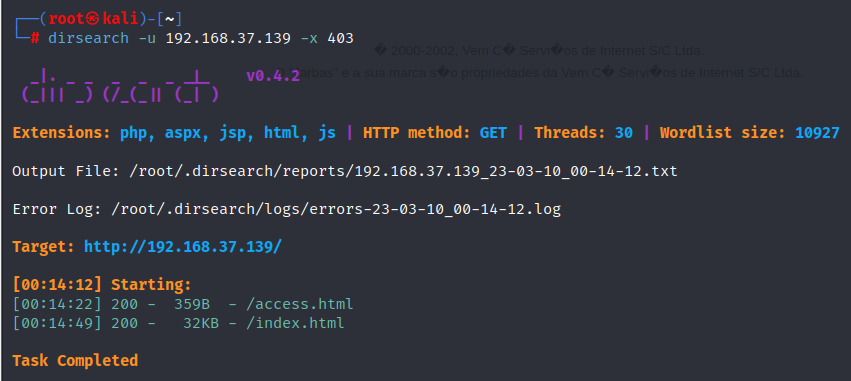 (root㉿kali)-[~]
# dirsearch -u 192.168.37.139 -x 403
� 2000-2002, Vem C� Servi�os de Internet S/C Ltda.
e a sua marca s�o propriedades da Vem C� Servi�os de Internet S/C Ltda.
v0.4.2
Extensions: php, aspx, jsp, html, js | HTTP method: GET | Threads: 30 | Wordlist size: 10927
Output File: /root/.dirsearch/reports/192.168.37.139_23-03-10_00-14-12.txt
Error Log: /root/.dirsearch/logs/errors-23-03-10_00-14-12.log
Target: http://192.168.37.139/
[00:14:12] Starting:
[00:14:22] 200 - 359B - /access.html
[00:14:49] 200 - 32KB - /index.html
Task Completed